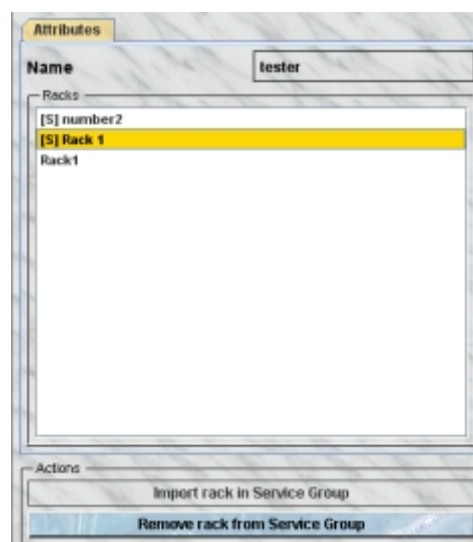 Attributes
Name tester
Racks
[S] number2
[S] Rack 1
Rack1
Actions
Import rack in Service Group
Remove rack from Service Group